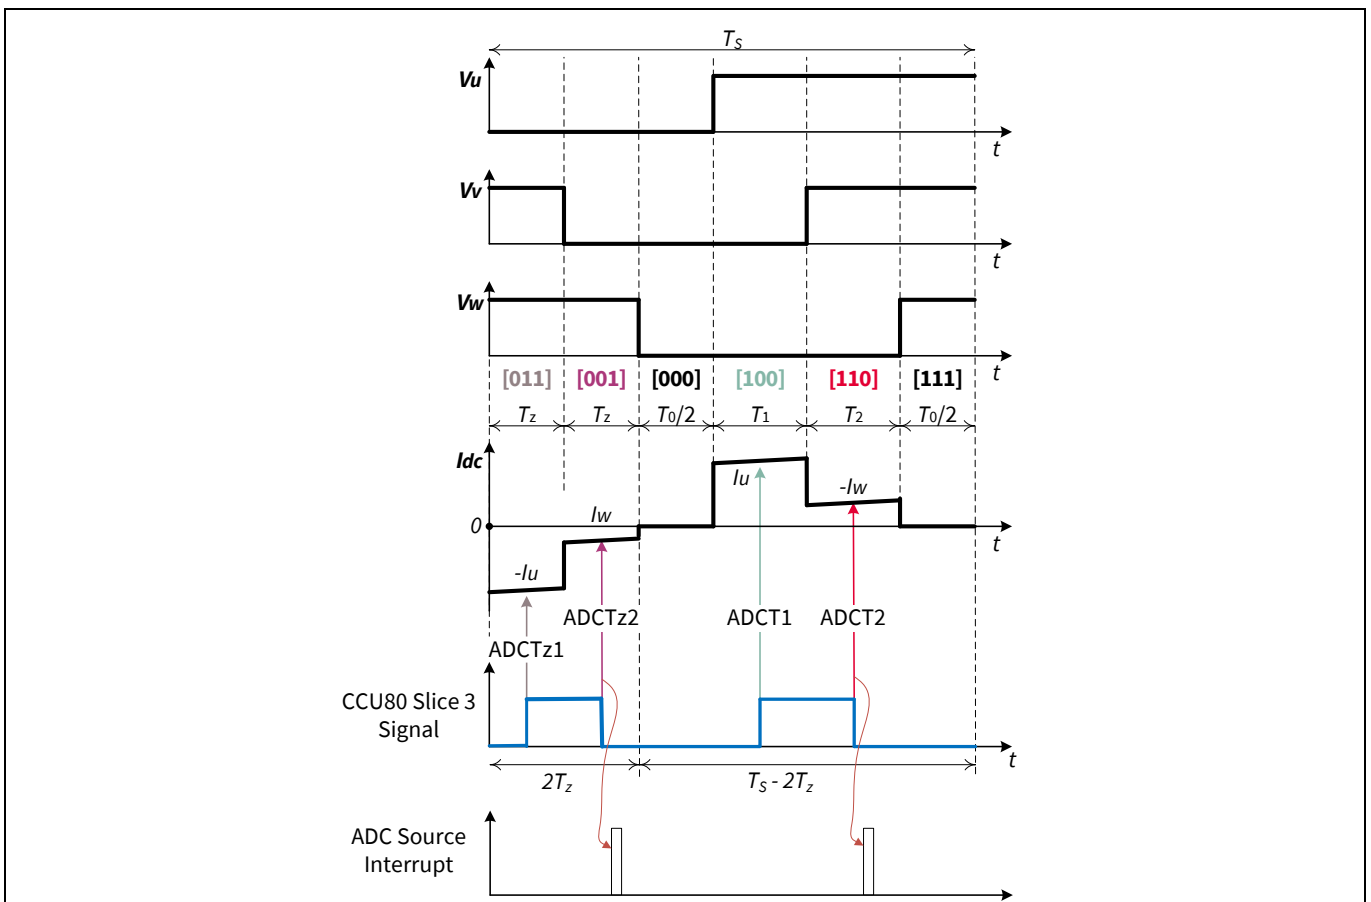 TS
Vu
t
Vv
t
Vw
t
[011] [001] [000] [100] [110] [111]
Tz Tz T0/2 T1 T2 T0/2
Idc
Iu
-Iw
Iw
0
t
-Iu
ADCTz2 ADCT1 ADCT2
ADCTz1
CCU80 Slice 3
Signal
t
2Tz TS - 2Tz
ADC Source
Interrupt